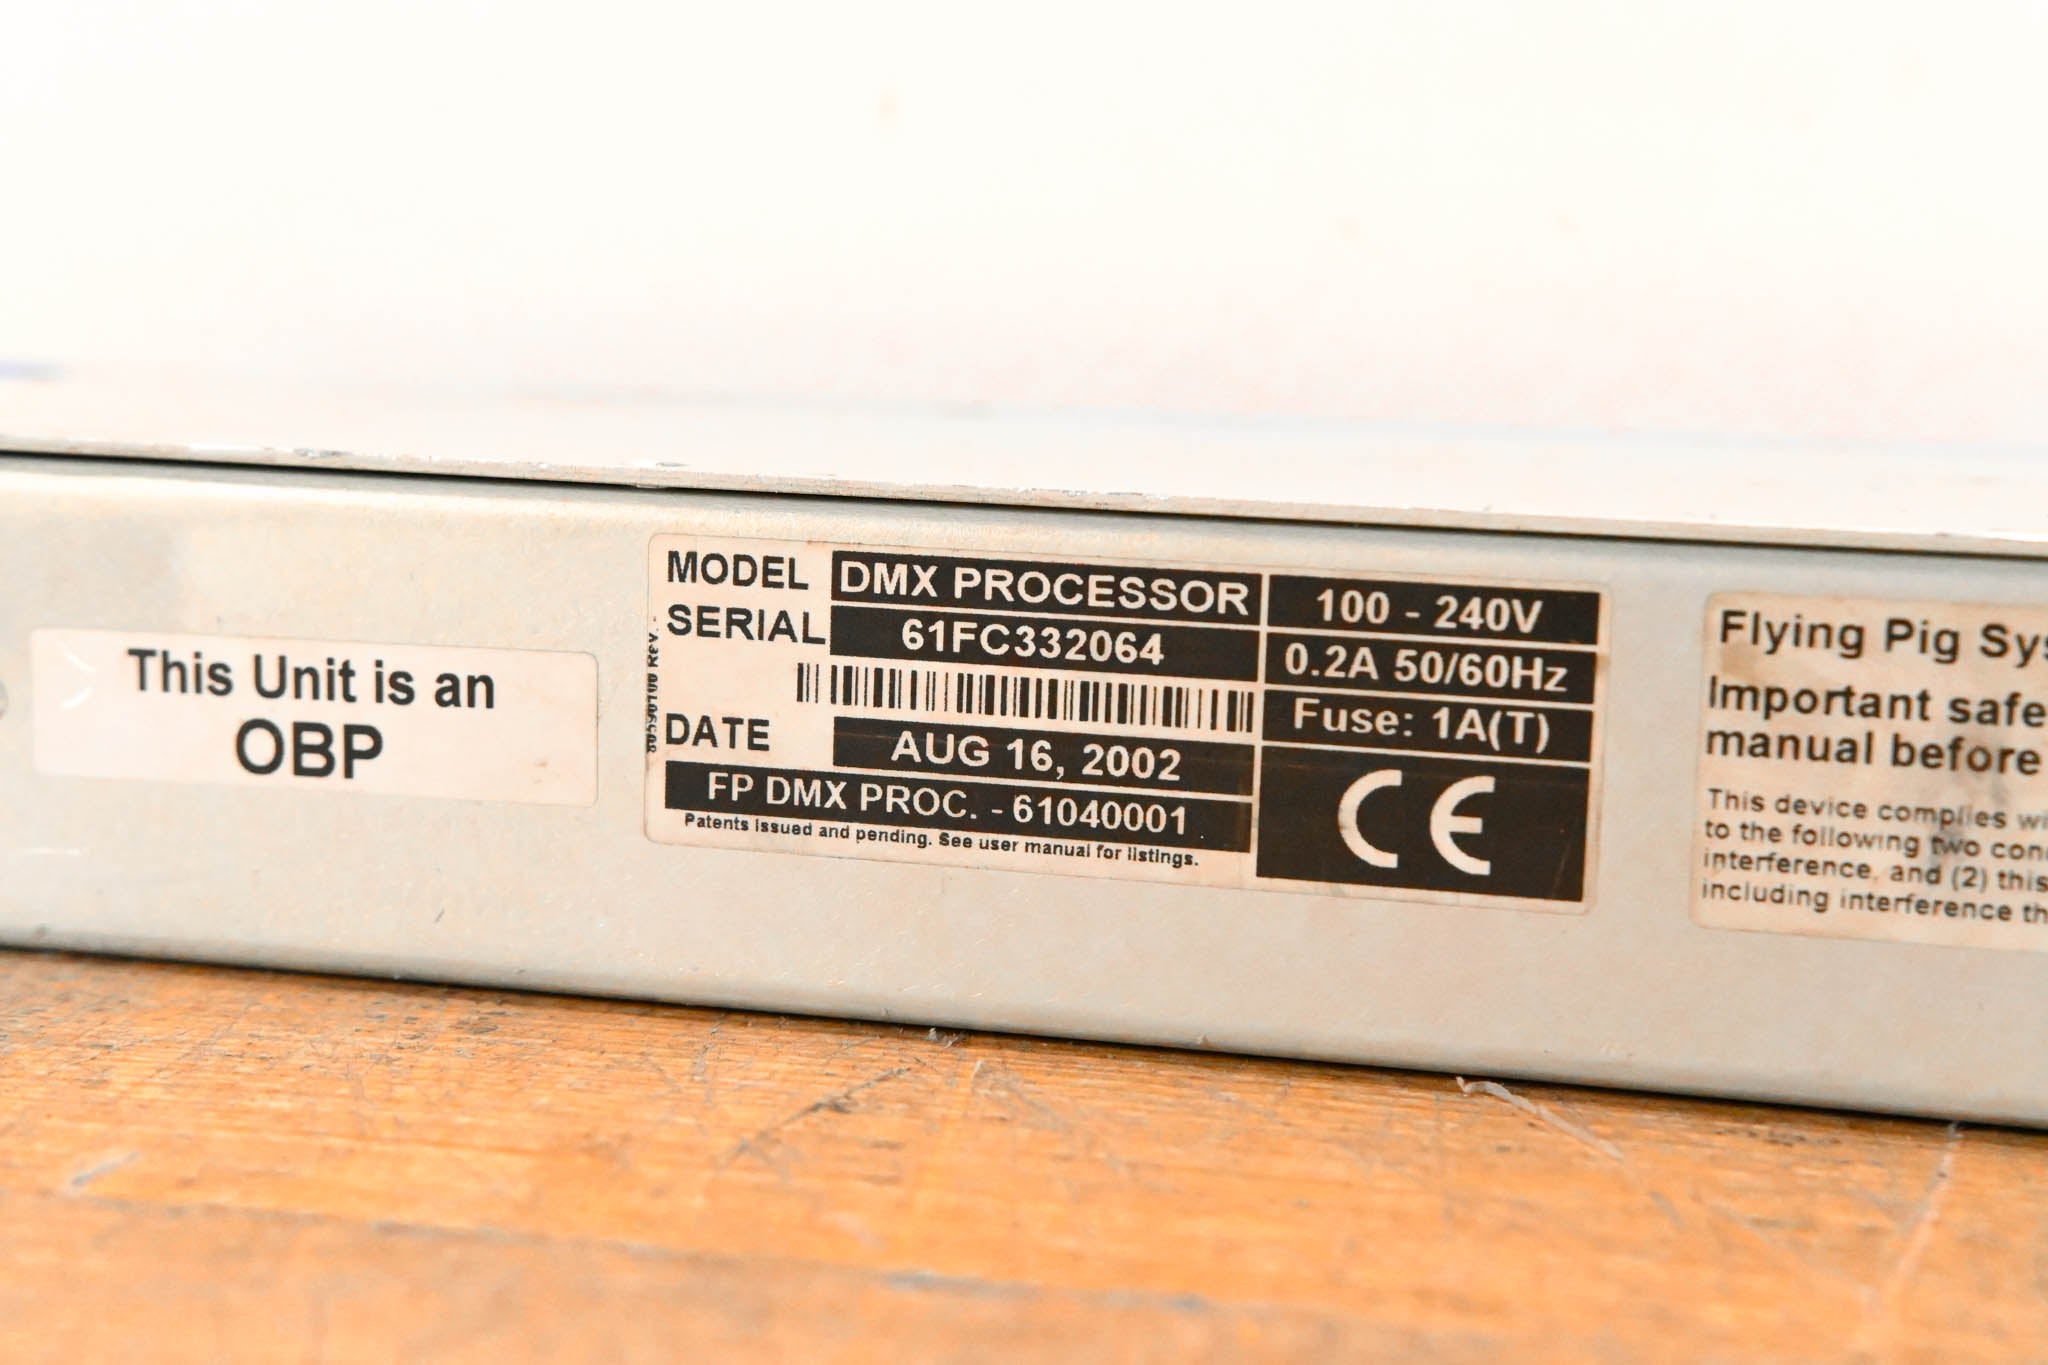 This Unit is an
OBP
MODEL DMX PROCESSOR
SERIAL 61FC332064
DATE AUG 16, 2002
FP DMX PROC. - 61040001
Patents issued and pending. See user manual for listings.
100 - 240V
0.2A 50/60Hz
Fuse: 1A(T)
CE
Flying Pig Sys
Important safe
manual before
This device complies wi
to the following two con
interference, and (2) this
including interference th